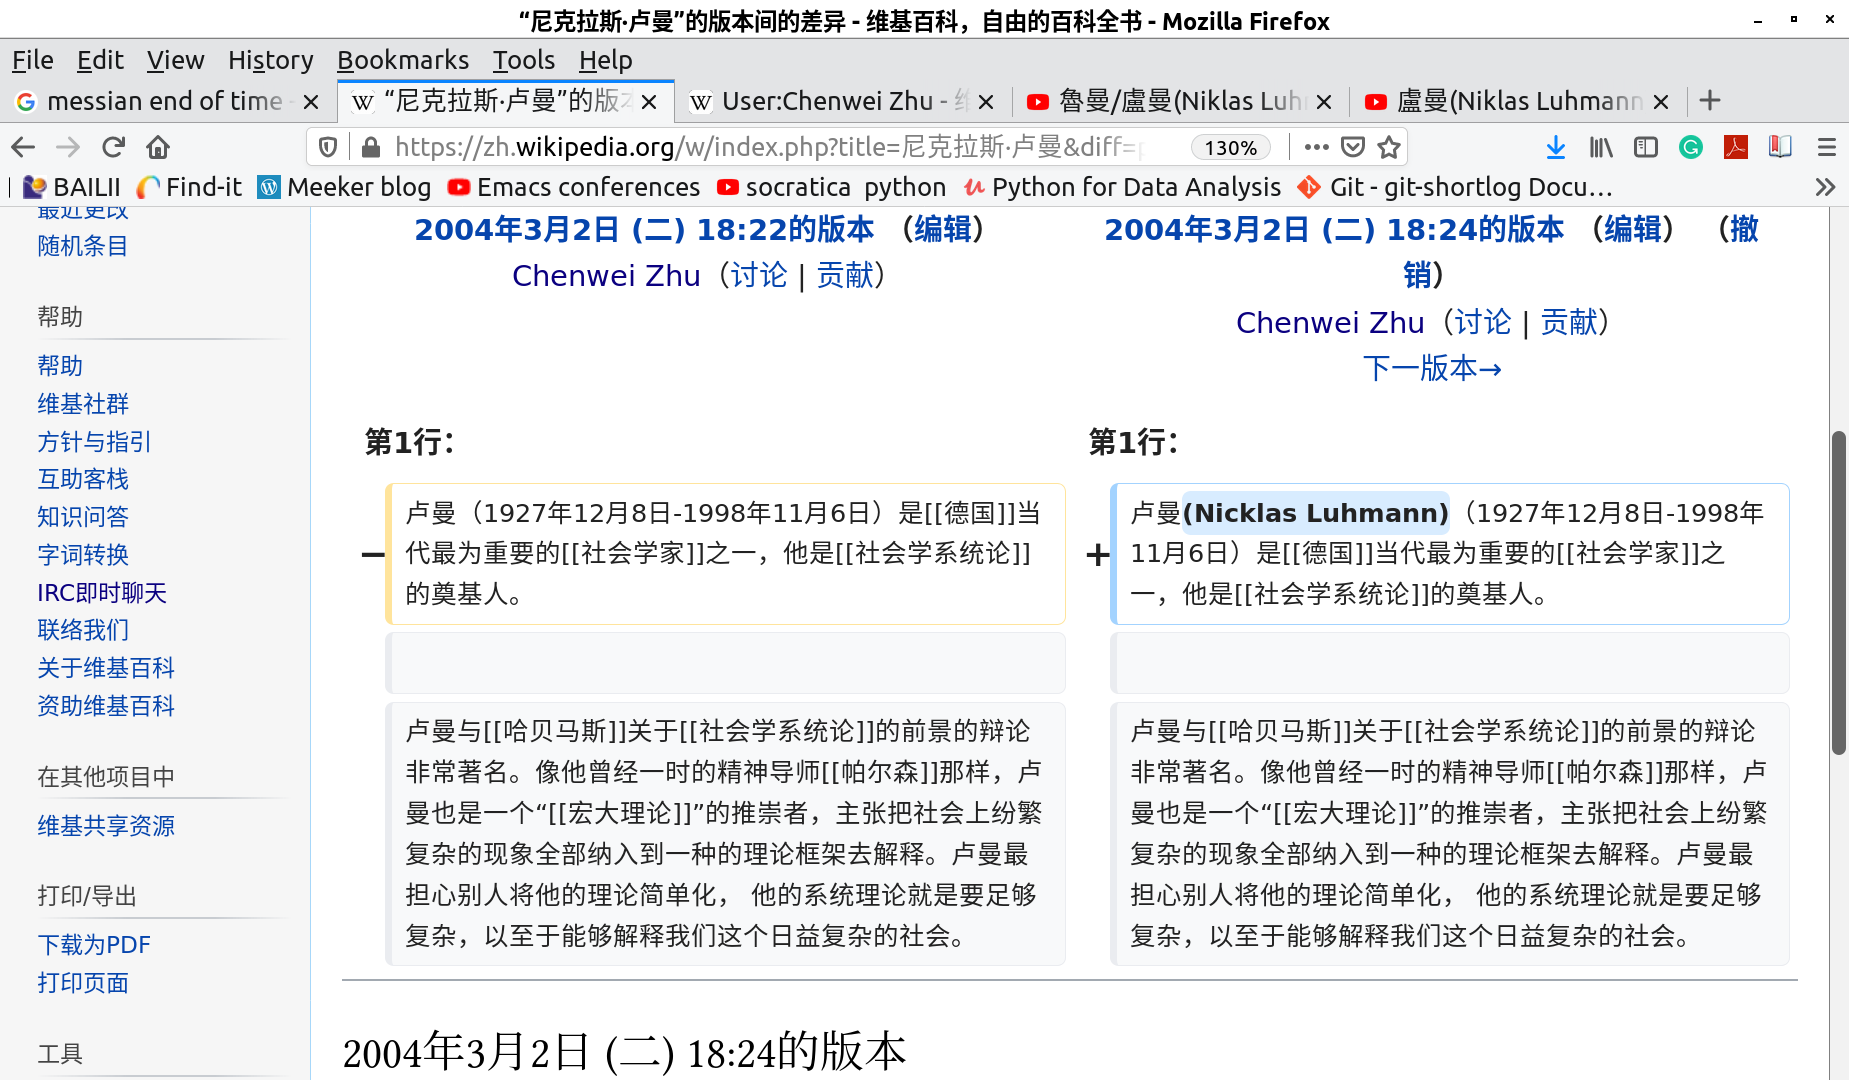 “尼克拉斯·卢曼”的版本间的差异 - 维基百科，自由的百科全书 - Mozilla Firefox
File Edit View History Bookmarks Tools Help
messian end of time - “尼克拉斯·卢曼”的版本 User:Chenwei Zhu - 维 魯曼/盧曼(Niklas Luhm 盧曼(Niklas Luhmann
https://zh.wikipedia.org/w/index.php?title=尼克拉斯·卢曼&diff=p 130%
BAILII Find-it Meeker blog Emacs conferences socratica python Python for Data Analysis Git - git-shortlog Docu…
最近更改
随机条目
帮助
帮助
维基社群
方针与指引
互助客栈
知识问答
字词转换
IRC即时聊天
联络我们
关于维基百科
资助维基百科
在其他项目中
维基共享资源
打印/导出
下载为PDF
打印页面
工具
2004年3月2日 (二) 18:22的版本 （编辑）
Chenwei Zhu（讨论 | 贡献）
2004年3月2日 (二) 18:24的版本 （编辑） （撤
销）
Chenwei Zhu（讨论 | 贡献）
下一版本→
第1行：
− 卢曼（1927年12月8日-1998年11月6日）是[[德国]]当
代最为重要的[[社会学家]]之一，他是[[社会学系统论]]
的奠基人。
卢曼与[[哈贝马斯]]关于[[社会学系统论]]的前景的辩论
非常著名。像他曾经一时的精神导师[[帕尔森]]那样，卢
曼也是一个“[[宏大理论]]”的推崇者，主张把社会上纷繁
复杂的现象全部纳入到一种的理论框架去解释。卢曼最
担心别人将他的理论简单化， 他的系统理论就是要足够
复杂，以至于能够解释我们这个日益复杂的社会。
第1行：
+ 卢曼(Nicklas Luhmann)（1927年12月8日-1998年
11月6日）是[[德国]]当代最为重要的[[社会学家]]之
一，他是[[社会学系统论]]的奠基人。
卢曼与[[哈贝马斯]]关于[[社会学系统论]]的前景的辩论
非常著名。像他曾经一时的精神导师[[帕尔森]]那样，卢
曼也是一个“[[宏大理论]]”的推崇者，主张把社会上纷繁
复杂的现象全部纳入到一种的理论框架去解释。卢曼最
担心别人将他的理论简单化， 他的系统理论就是要足够
复杂，以至于能够解释我们这个日益复杂的社会。
2004年3月2日 (二) 18:24的版本